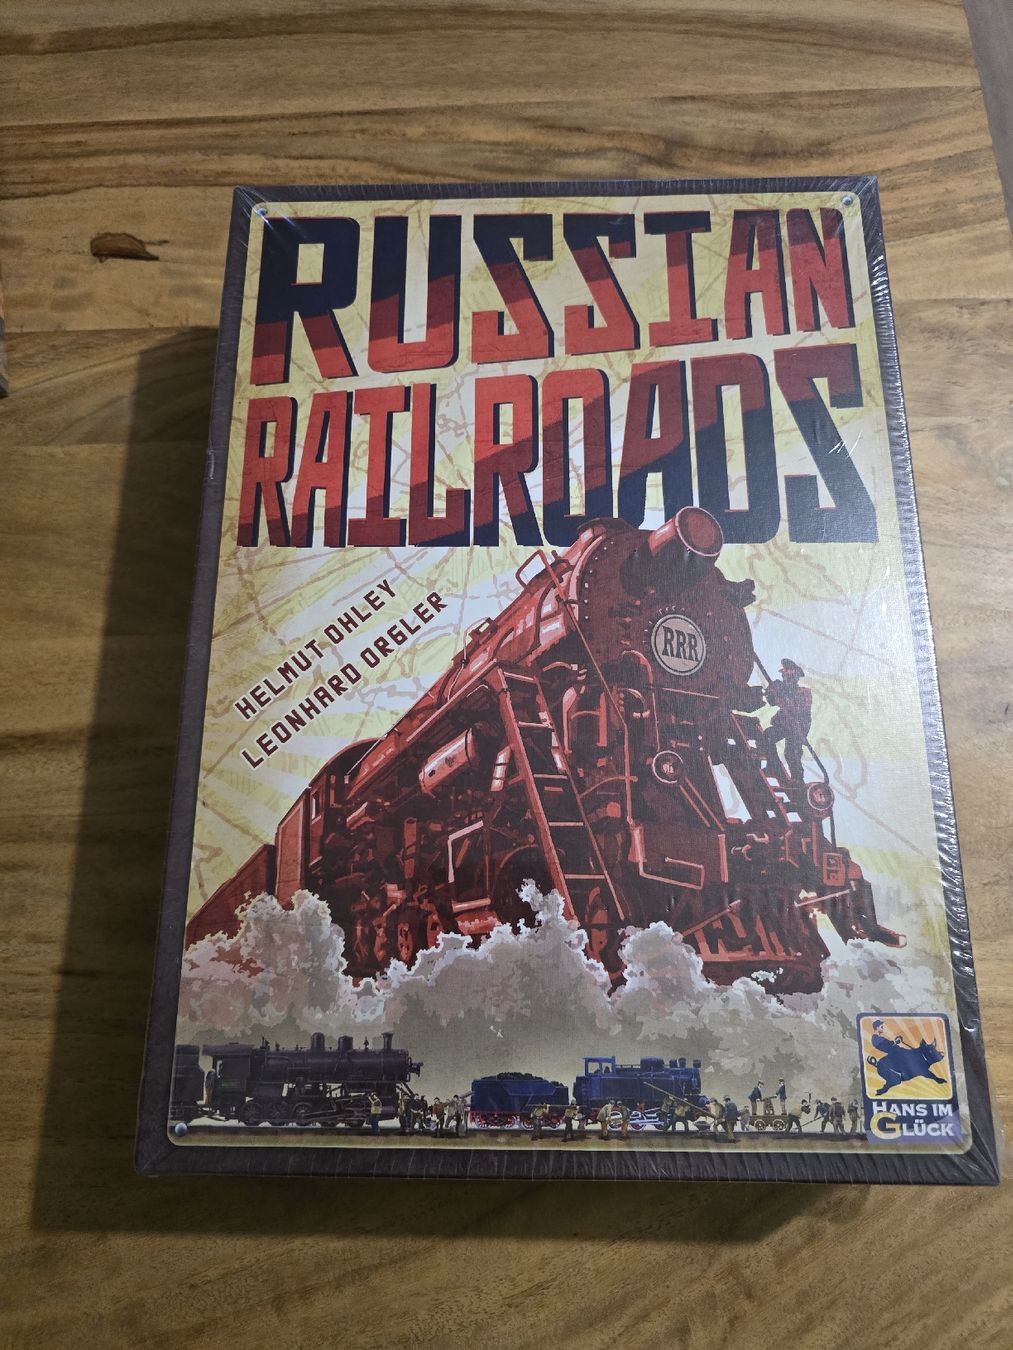 RUSSIAN
RAILROADS
HELMUT OHLEY
LEONHARD ORGLER
RRR
HANS IM
GLÜCK